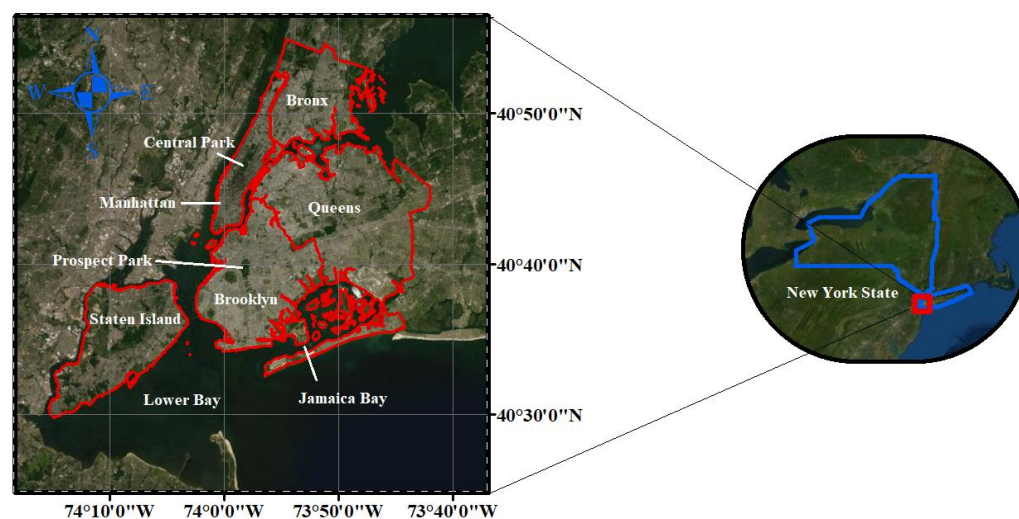 N
W E
S
Bronx
Central Park
Manhattan
Queens
Prospect Park
Brooklyn
Staten Island
Lower Bay
Jamaica Bay
40°50'0"N
40°40'0"N
40°30'0"N
74°10'0"W 74°0'0"W 73°50'0"W 73°40'0"W
New York State